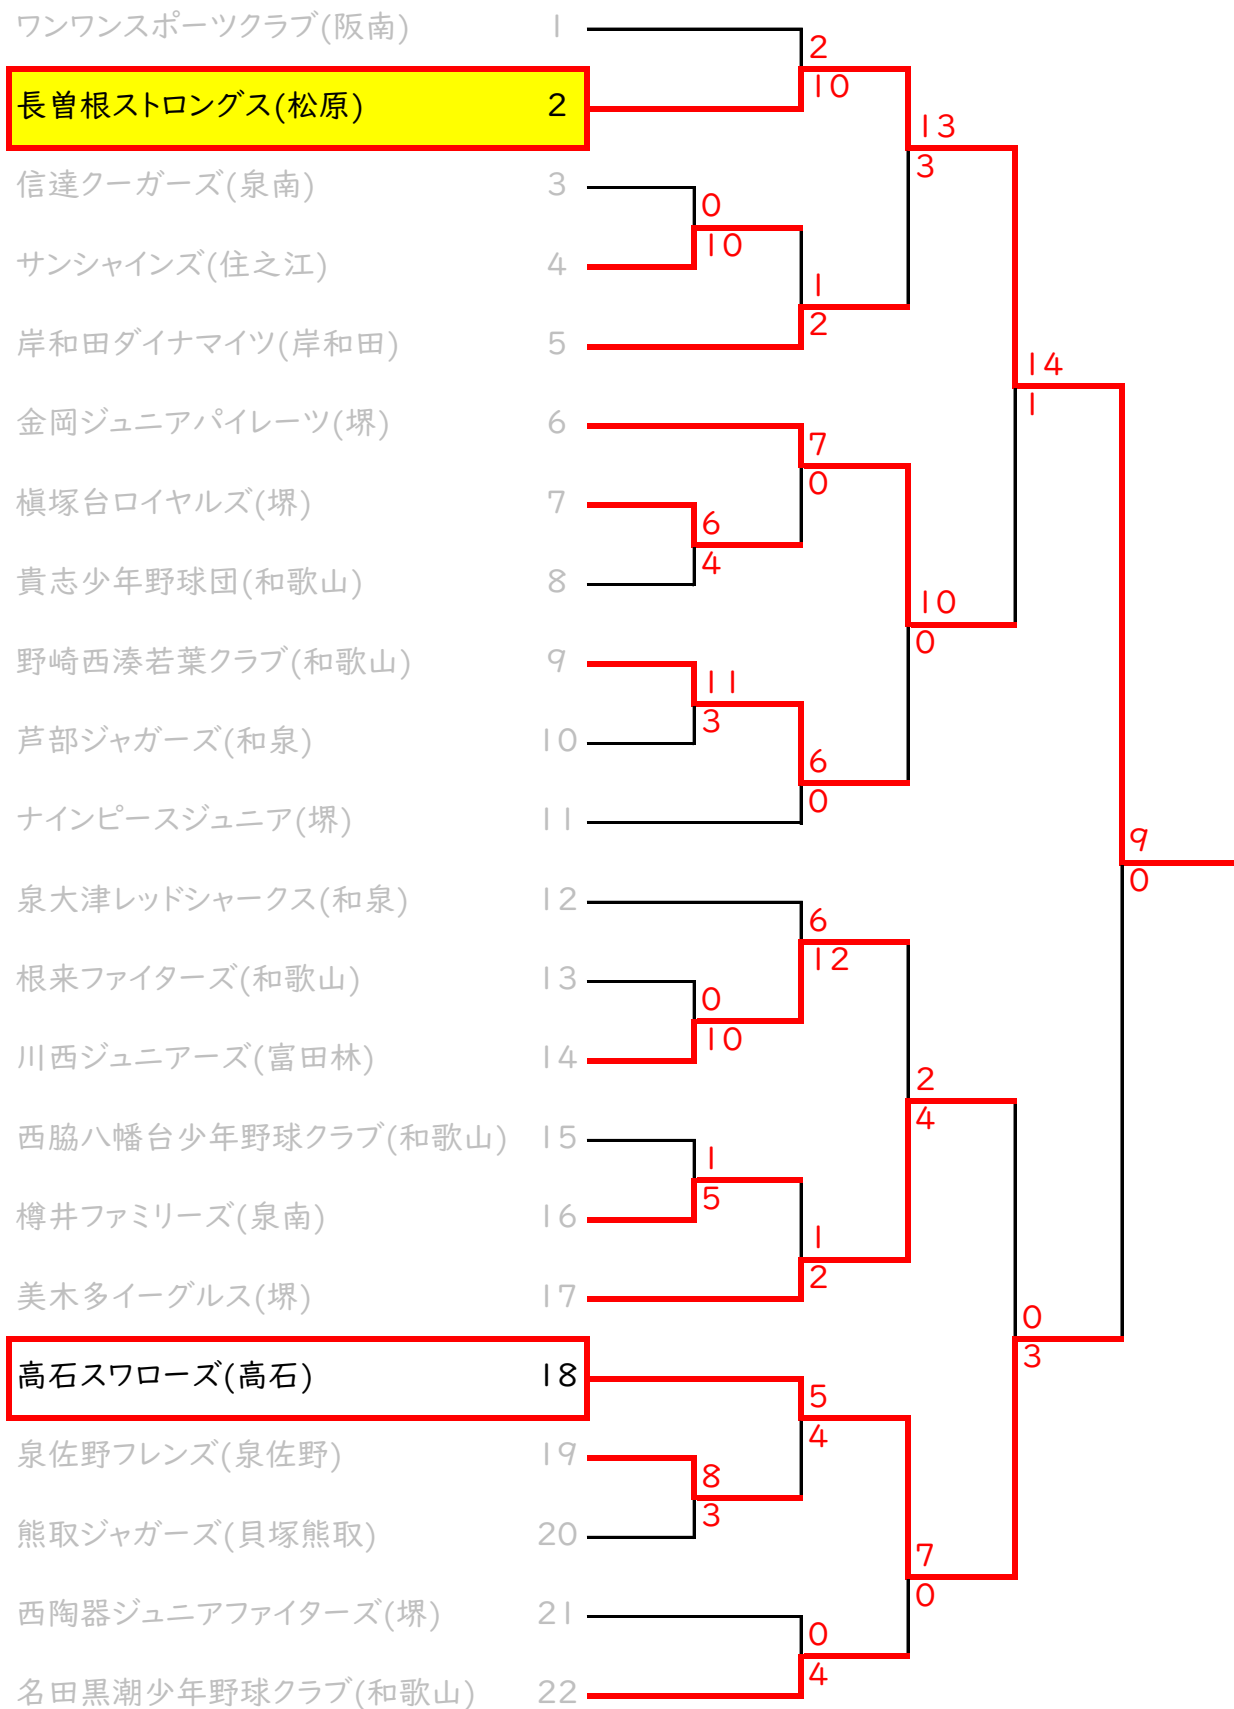 ワンワンスポーツクラブ(阪南) 1
2
長曽根ストロングス(松原) 2
10
13
3
信達クーガーズ(泉南) 3
0
サンシャインズ(住之江) 4
10
1
2
岸和田ダイナマイツ(岸和田) 5
14
1
金岡ジュニアパイレーツ(堺) 6
7
0
槇塚台ロイヤルズ(堺) 7
6
4
貴志少年野球団(和歌山) 8
10
0
野崎西湊若葉クラブ(和歌山) 9
11
3
芦部ジャガーズ(和泉) 10
6
0
ナインピースジュニア(堺) 11
9
0
泉大津レッドシャークス(和泉) 12
6
12
根来ファイターズ(和歌山) 13
0
10
川西ジュニアーズ(富田林) 14
2
4
西脇八幡台少年野球クラブ(和歌山) 15
1
5
樽井ファミリーズ(泉南) 16
1
2
美木多イーグルス(堺) 17
0
3
高石スワローズ(高石) 18
5
4
泉佐野フレンズ(泉佐野) 19
8
3
熊取ジャガーズ(貝塚熊取) 20
7
0
西陶器ジュニアファイターズ(堺) 21
0
4
名田黒潮少年野球クラブ(和歌山) 22